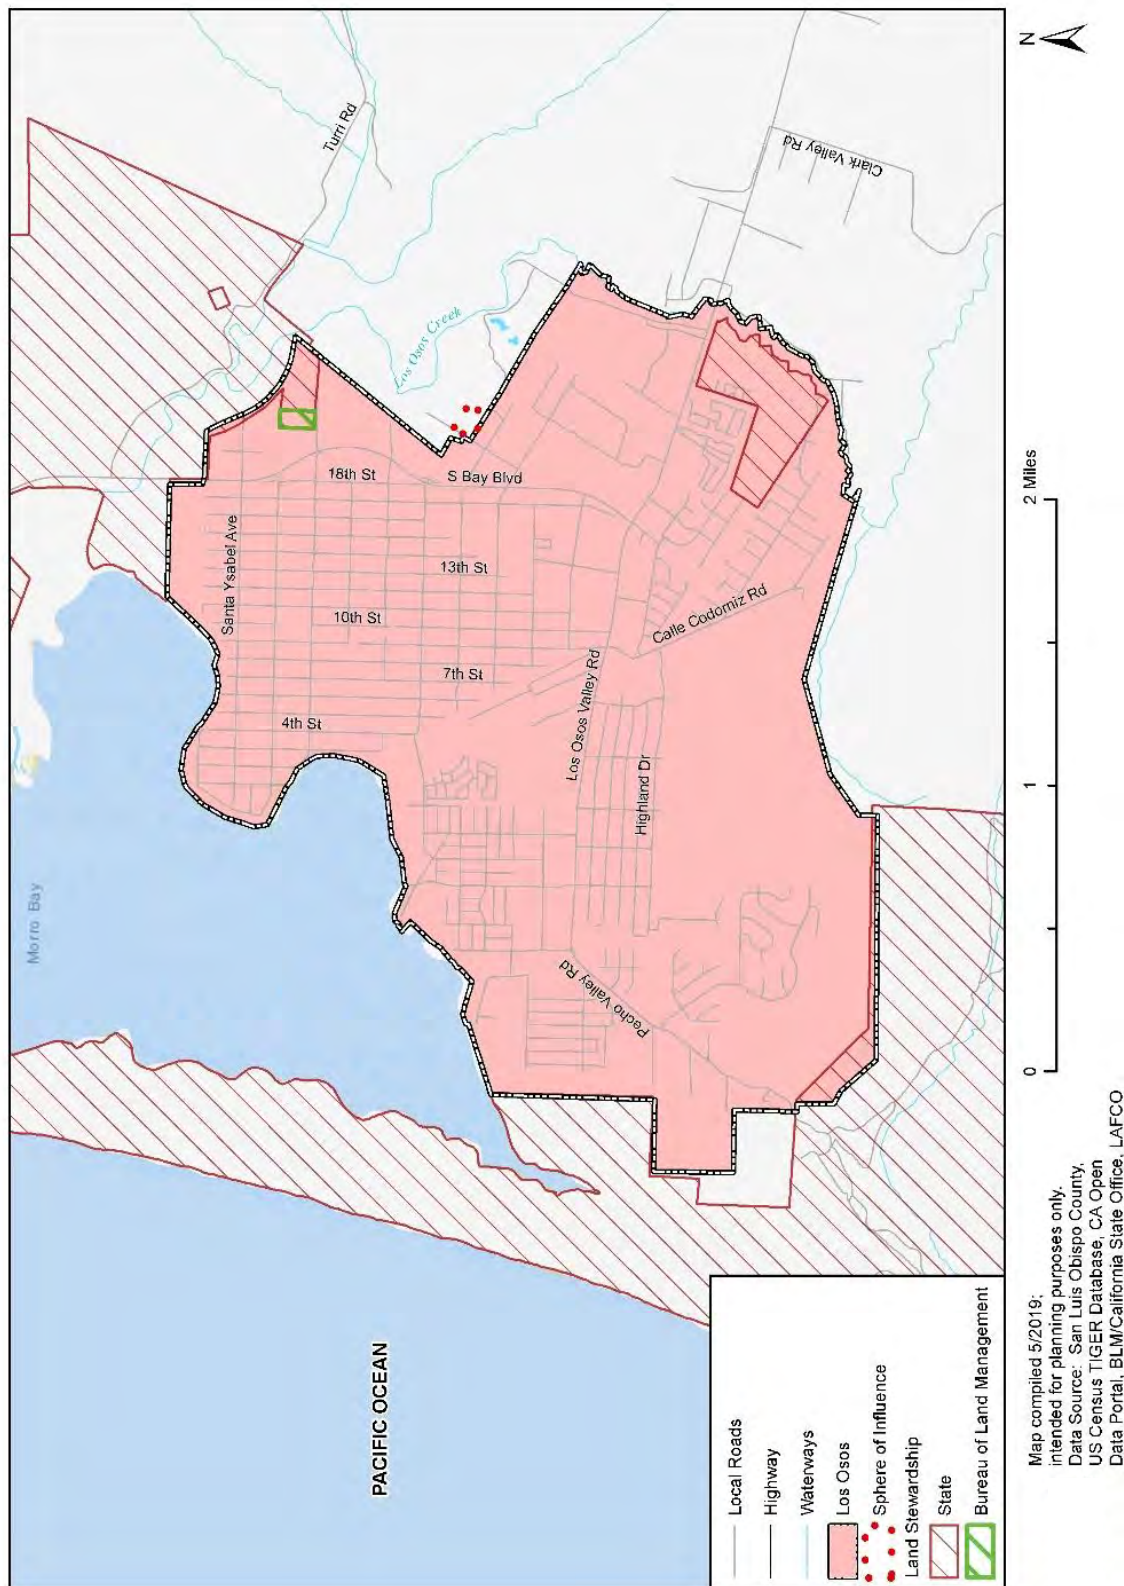 N
Turri Rd
Clark Valley Rd
Los Osos Creek
18th St
S Bay Blvd
Santa Ysabel Ave
13th St
10th St
Calle Codorniz Rd
7th St
Los Osos Valley Rd
4th St
Highland Dr
Morro Bay
Pecho Valley Rd
PACIFIC OCEAN
0
1
2 Miles
Local Roads
Highway
Waterways
Los Osos
Sphere of Influence
Land Stewardship
State
Bureau of Land Management
Map compiled 5/2019;
intended for planning purposes only.
Data Source: San Luis Obispo County,
US Census TIGER Database, CA Open
Data Portal, BLM/California State Office, LAFCO